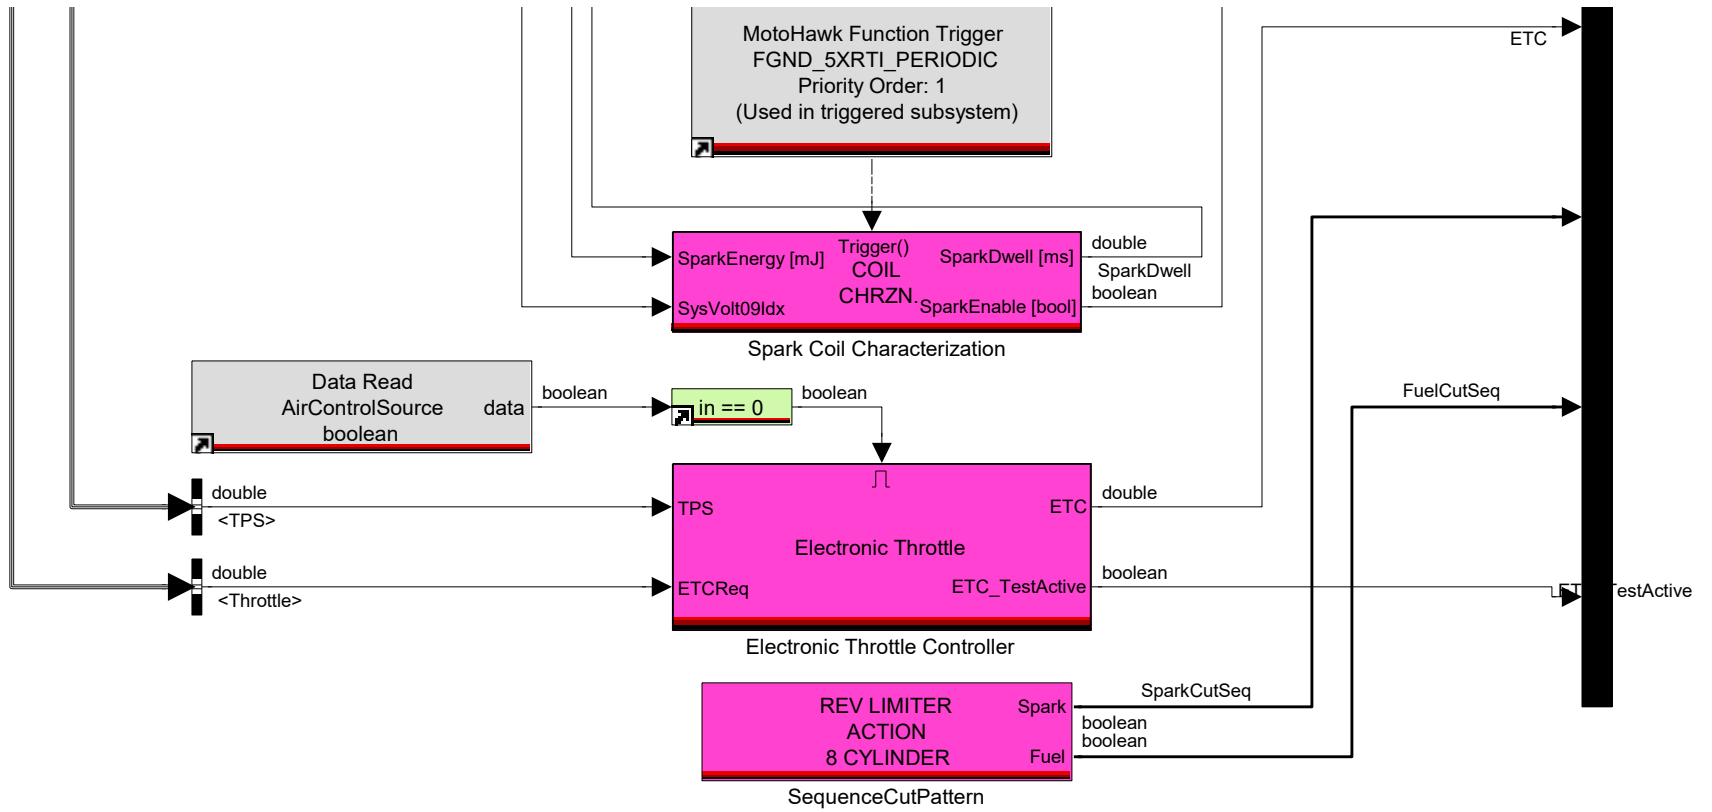 MotoHawk Function Trigger
FGND_5XRTI_PERIODIC
Priority Order: 1
(Used in triggered subsystem)
ETC
SparkEnergy [mJ]
SysVolt09Idx
Trigger()
COIL
CHRZN.
SparkDwell [ms]
SparkEnable [bool]
double
SparkDwell
boolean
Spark Coil Characterization
Data Read
AirControlSource
boolean
data
boolean
in == 0
boolean
FuelCutSeq
double
<TPS>
double
<Throttle>
TPS
ETCReq
Electronic Throttle
ETC
ETC_TestActive
double
boolean
Electronic Throttle Controller
ET
estActive
REV LIMITER
ACTION
8 CYLINDER
Spark
Fuel
SparkCutSeq
boolean
boolean
SequenceCutPattern